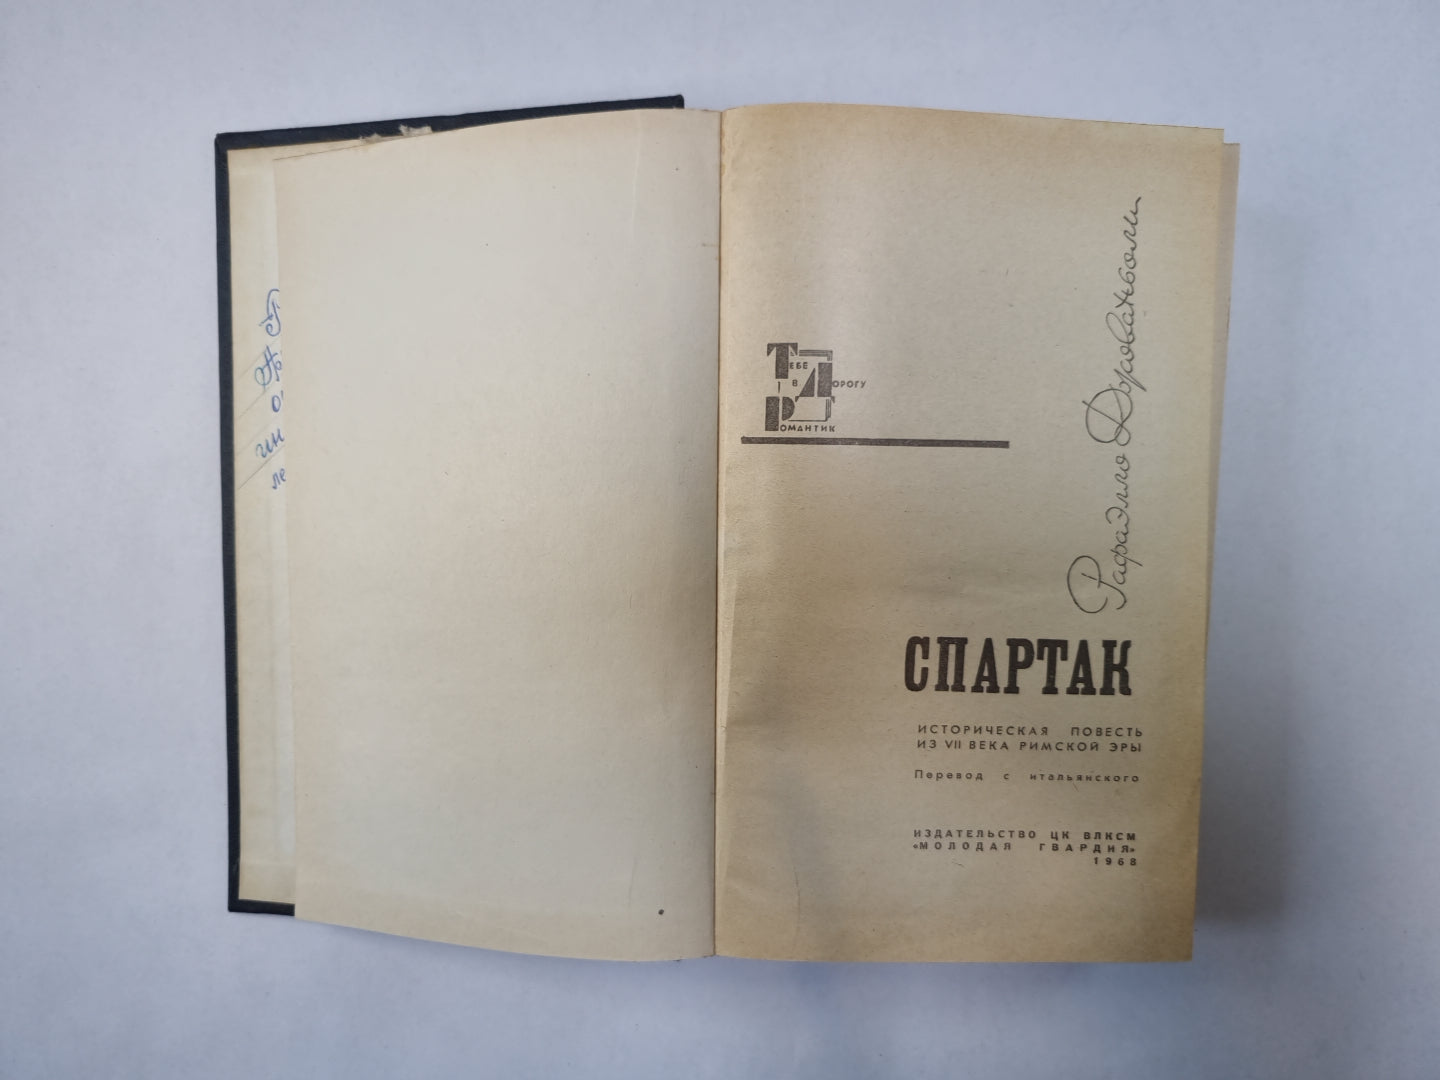 Тебе
в Дорогу
Романтик
Рафаэлло Джованьоли
СПАРТАК
ИСТОРИЧЕСКАЯ ПОВЕСТЬ
ИЗ VII ВЕКА РИМСКОЙ ЭРЫ
Перевод с итальянского
ИЗДАТЕЛЬСТВО ЦК ВЛКСМ
«МОЛОДАЯ ГВАРДИЯ»
1968